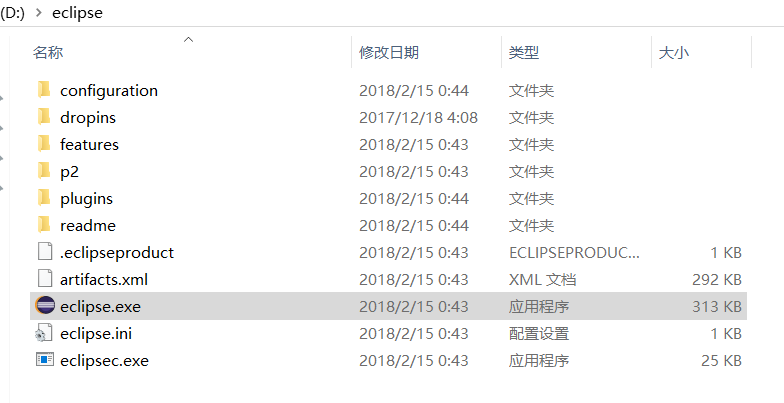 (D:) > eclipse
名称 修改日期 类型 大小
configuration 2018/2/15 0:44 文件夹
dropins 2017/12/18 4:08 文件夹
features 2018/2/15 0:43 文件夹
p2 2018/2/15 0:43 文件夹
plugins 2018/2/15 0:44 文件夹
readme 2018/2/15 0:44 文件夹
.eclipseproduct 2018/2/15 0:43 ECLIPSEPRODUC... 1 KB
artifacts.xml 2018/2/15 0:43 XML 文档 292 KB
eclipse.exe 2018/2/15 0:43 应用程序 313 KB
eclipse.ini 2018/2/15 0:43 配置设置 1 KB
eclipsec.exe 2018/2/15 0:43 应用程序 25 KB